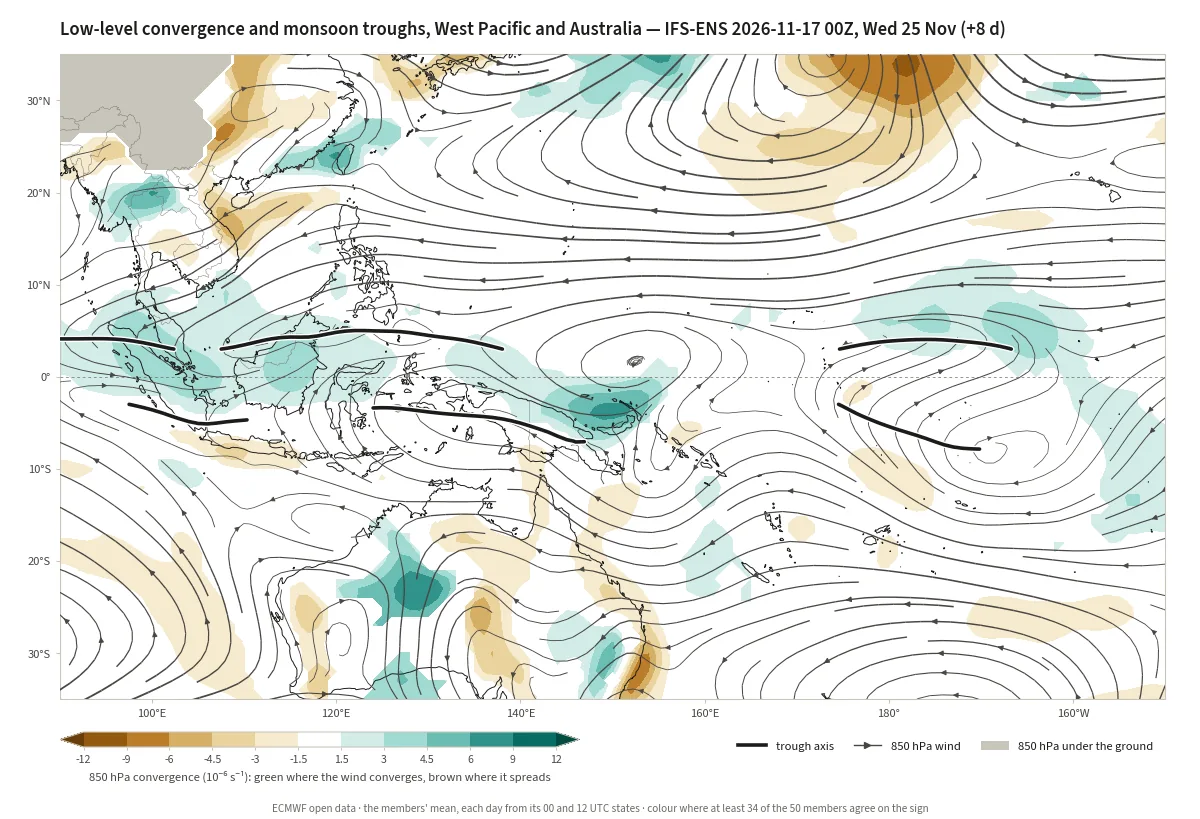 Low-level convergence and monsoon troughs, West Pacific and Australia — IFS-ENS 2026-11-17 00Z, Wed 25 Nov (+8 d)
30°N
20°N
10°N
0°
10°S
20°S
30°S
100°E 120°E 140°E 160°E 180° 160°W
-12 -9 -6 -4.5 -3 -1.5 1.5 3 4.5 6 9 12
850 hPa convergence (10⁻⁶ s⁻¹): green where the wind converges, brown where it spreads
trough axis 850 hPa wind 850 hPa under the ground
ECMWF open data · the members' mean, each day from its 00 and 12 UTC states · colour where at least 34 of the 50 members agree on the sign